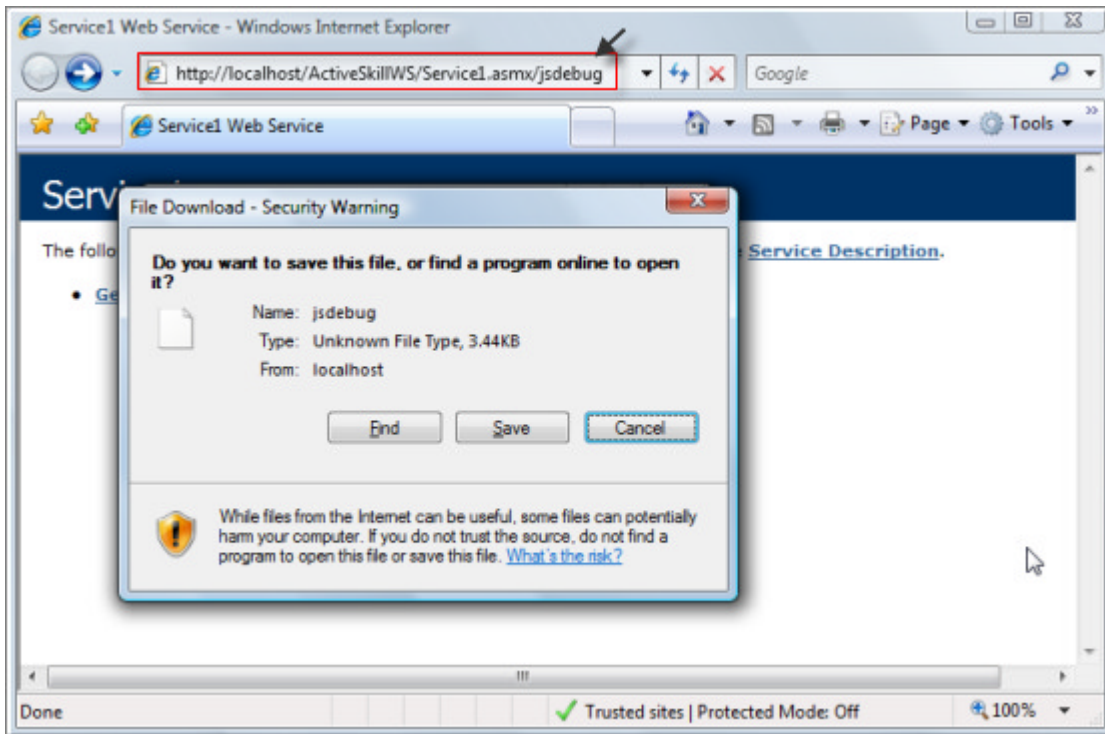 Service1 Web Service - Windows Internet Explorer
http://localhost/ActiveSkillWS/Service1.asmx/jsdebug
Google
Service1 Web Service
Page
Tools
File Download - Security Warning
The follo
Service Description.
Do you want to save this file, or find a program online to open
it?
Ge
Name: jsdebug
Type: Unknown File Type, 3.44KB
From: localhost
Find
Save
Cancel
While files from the Internet can be useful, some files can potentially
harm your computer. If you do not trust the source, do not find a
program to open this file or save this file. What's the risk?
Done
Trusted sites | Protected Mode: Off
100%